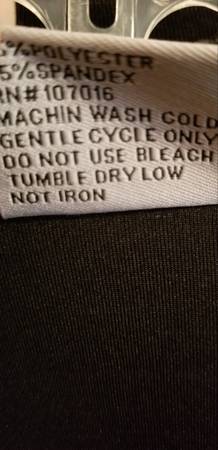 %POLYESTER
5%SPANDEX
RN#107016
MACHIN WASH COLD
GENTLE CYCLE ONLY
DO NOT USE BLEACH
TUMBLE DRY LOW
NOT IRON